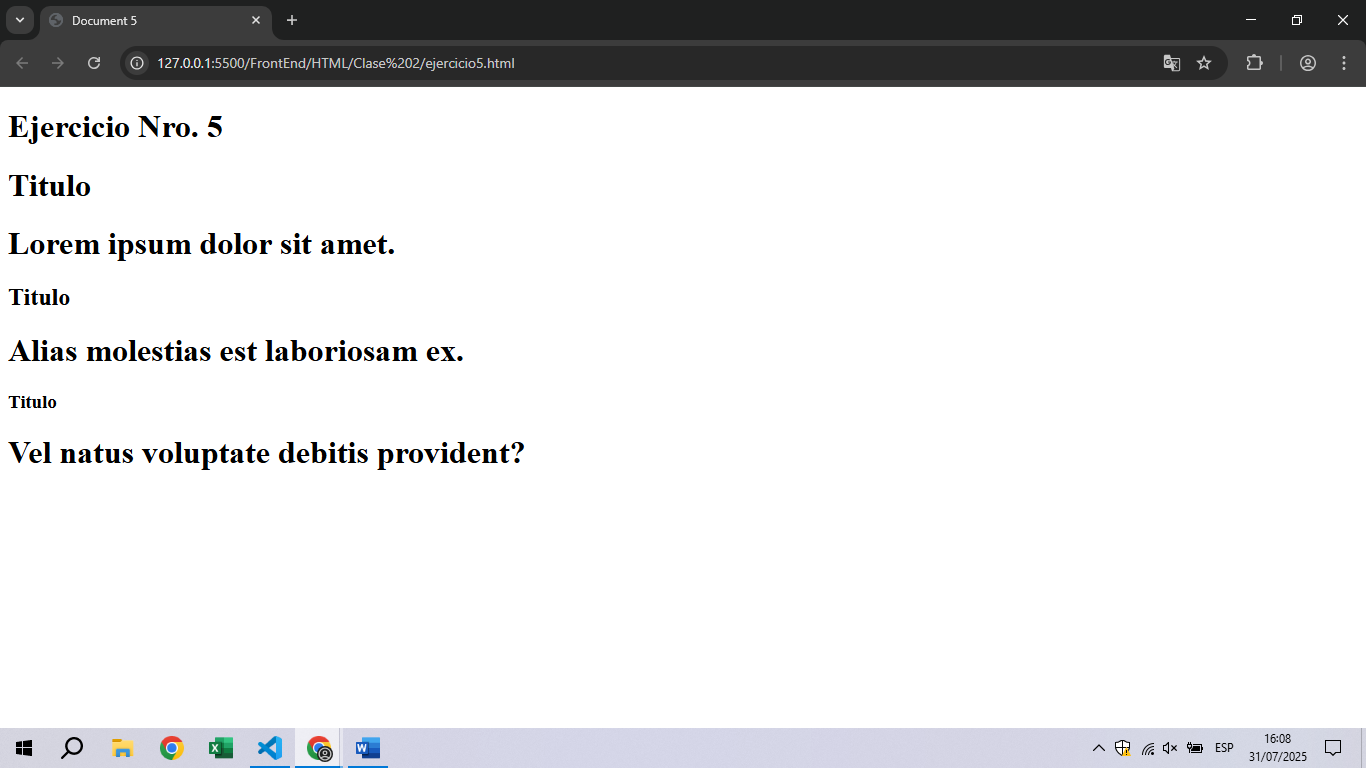 Document 5
127.0.0.1:5500/FrontEnd/HTML/Clase%202/ejercicio5.html
Ejercicio Nro. 5
Titulo
Lorem ipsum dolor sit amet.
Titulo
Alias molestias est laboriosam ex.
Titulo
Vel natus voluptate debitis provident?
ESP
16:08
31/07/2025